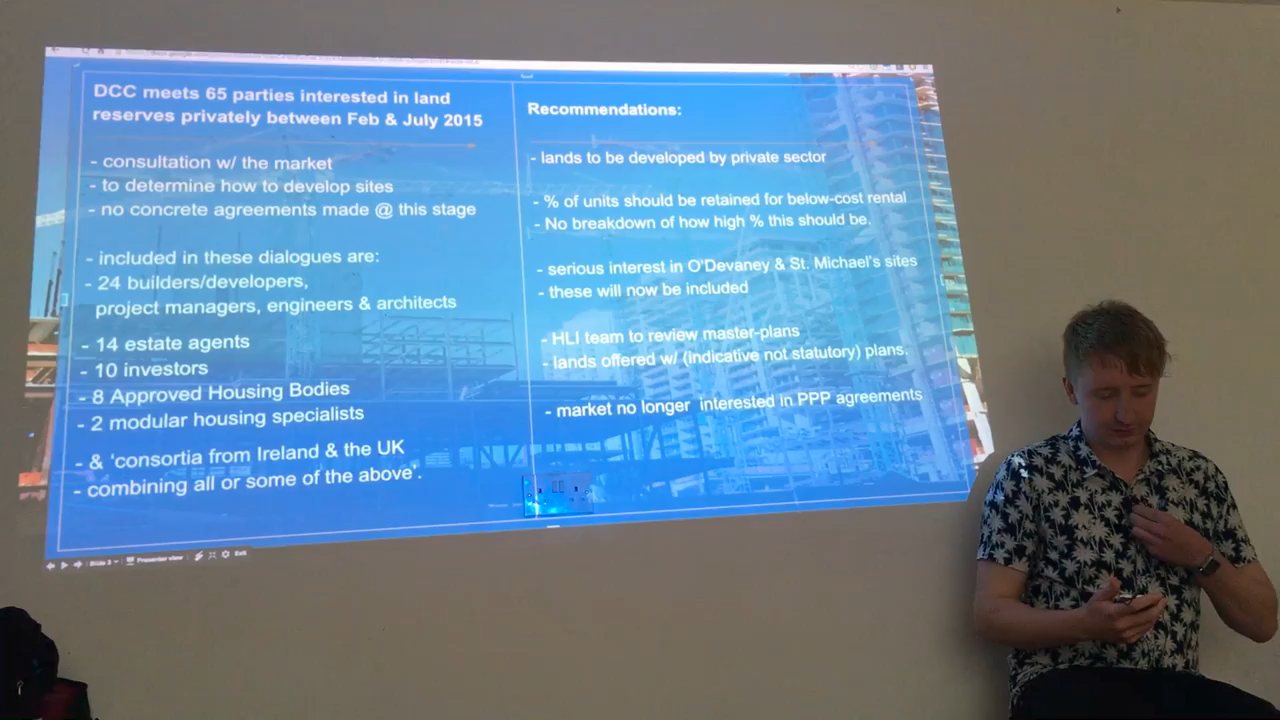 DCC meets 65 parties interested in land
reserves privately between Feb & July 2015
- consultation w/ the market
- to determine how to develop sites
- no concrete agreements made @ this stage
- included in these dialogues are:
- 24 builders/developers,
project managers, engineers & architects
- 14 estate agents
- 10 investors
- 8 Approved Housing Bodies
- 2 modular housing specialists
- & 'consortia from Ireland & the UK
- combining all or some of the above'.
Recommendations:
- lands to be developed by private sector
- % of units should be retained for below-cost rental
- No breakdown of how high % this should be.
- serious interest in O'Devaney & St. Michael's sites
- these will now be included
- HLI team to review master-plans
- lands offered w/ (indicative not statutory) plans.
- market no longer interested in PPP agreements
Slide 3
Presenter view
Exit